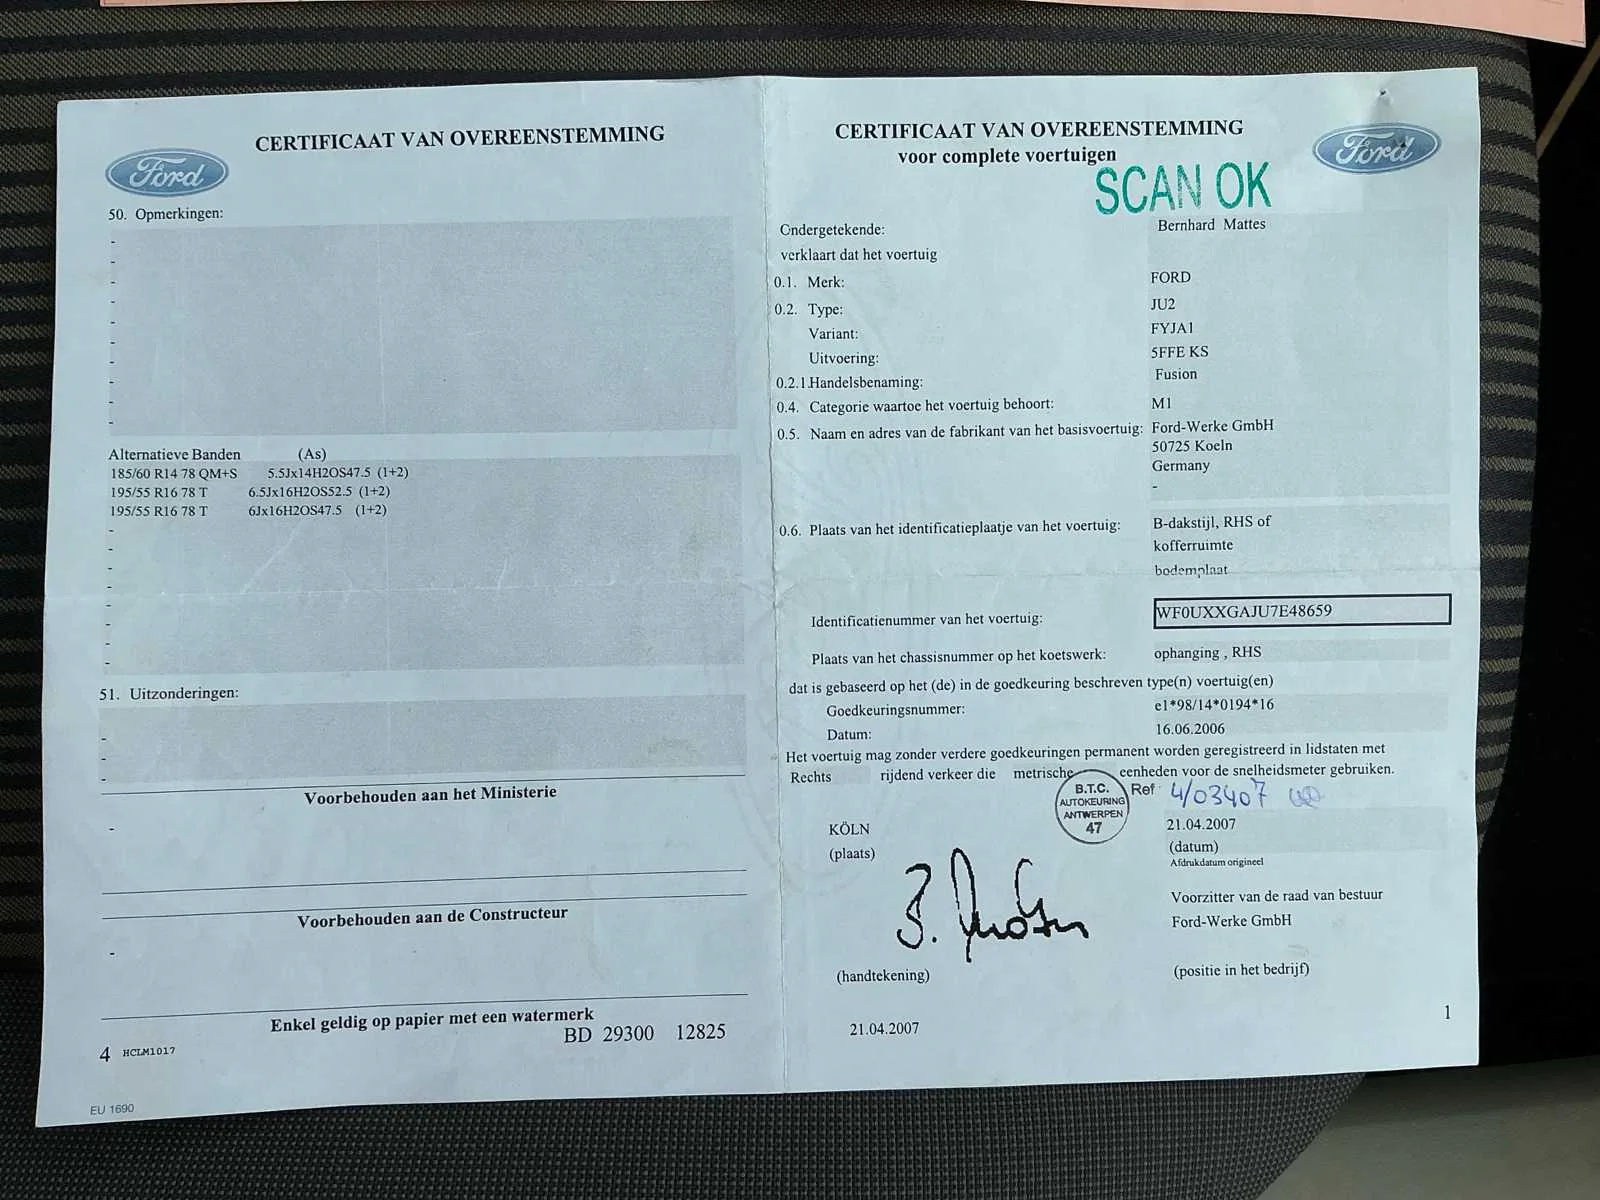 CERTIFICAAT VAN OVEREENSTEMMING
Ford
50. Opmerkingen:
-
-
-
-
-
-
-
-
-
-
Alternatieve Banden (As)
185/60 R14 78 QM+S 5.5Jx14H2OS47.5 (1+2)
195/55 R16 78 T 6.5Jx16H2OS52.5 (1+2)
195/55 R16 78 T 6Jx16H2OS47.5 (1+2)
-
-
-
-
-
-
-
-
51. Uitzonderingen:
-
-
-
Voorbehouden aan het Ministerie
-
Voorbehouden aan de Constructeur
-
Enkel geldig op papier met een watermerk
BD 29300 12825
4 HCLM1017
EU 1690
CERTIFICAAT VAN OVEREENSTEMMING
voor complete voertuigen
Ford
SCAN OK
Ondergetekende: Bernhard Mattes
verklaart dat het voertuig
0.1. Merk: FORD
0.2. Type: JU2
Variant: FYJA1
Uitvoering: 5FFE KS
0.2.1.Handelsbenaming: Fusion
0.4. Categorie waartoe het voertuig behoort: M1
0.5. Naam en adres van de fabrikant van het basisvoertuig: Ford-Werke GmbH
50725 Koeln
Germany
-
0.6. Plaats van het identificatieplaatje van het voertuig: B-dakstijl, RHS of
kofferruimte
bodemplaat
Identificatienummer van het voertuig: WF0UXXGAJU7E48659
Plaats van het chassisnummer op het koetswerk: ophanging , RHS
dat is gebaseerd op het (de) in de goedkeuring beschreven type(n) voertuig(en)
Goedkeuringsnummer: e1*98/14*0194*16
Datum: 16.06.2006
Het voertuig mag zonder verdere goedkeuringen permanent worden geregistreerd in lidstaten met
Rechts rijdend verkeer die metrische eenheden voor de snelheidsmeter gebruiken.
B.T.C.
AUTOKEURING
ANTWERPEN
47
Ref 4/03407
KÖLN 21.04.2007
(plaats) (datum)
Afdrukdatum origineel
Voorzitter van de raad van bestuur
Ford-Werke GmbH
(handtekening) (positie in het bedrijf)
21.04.2007
1